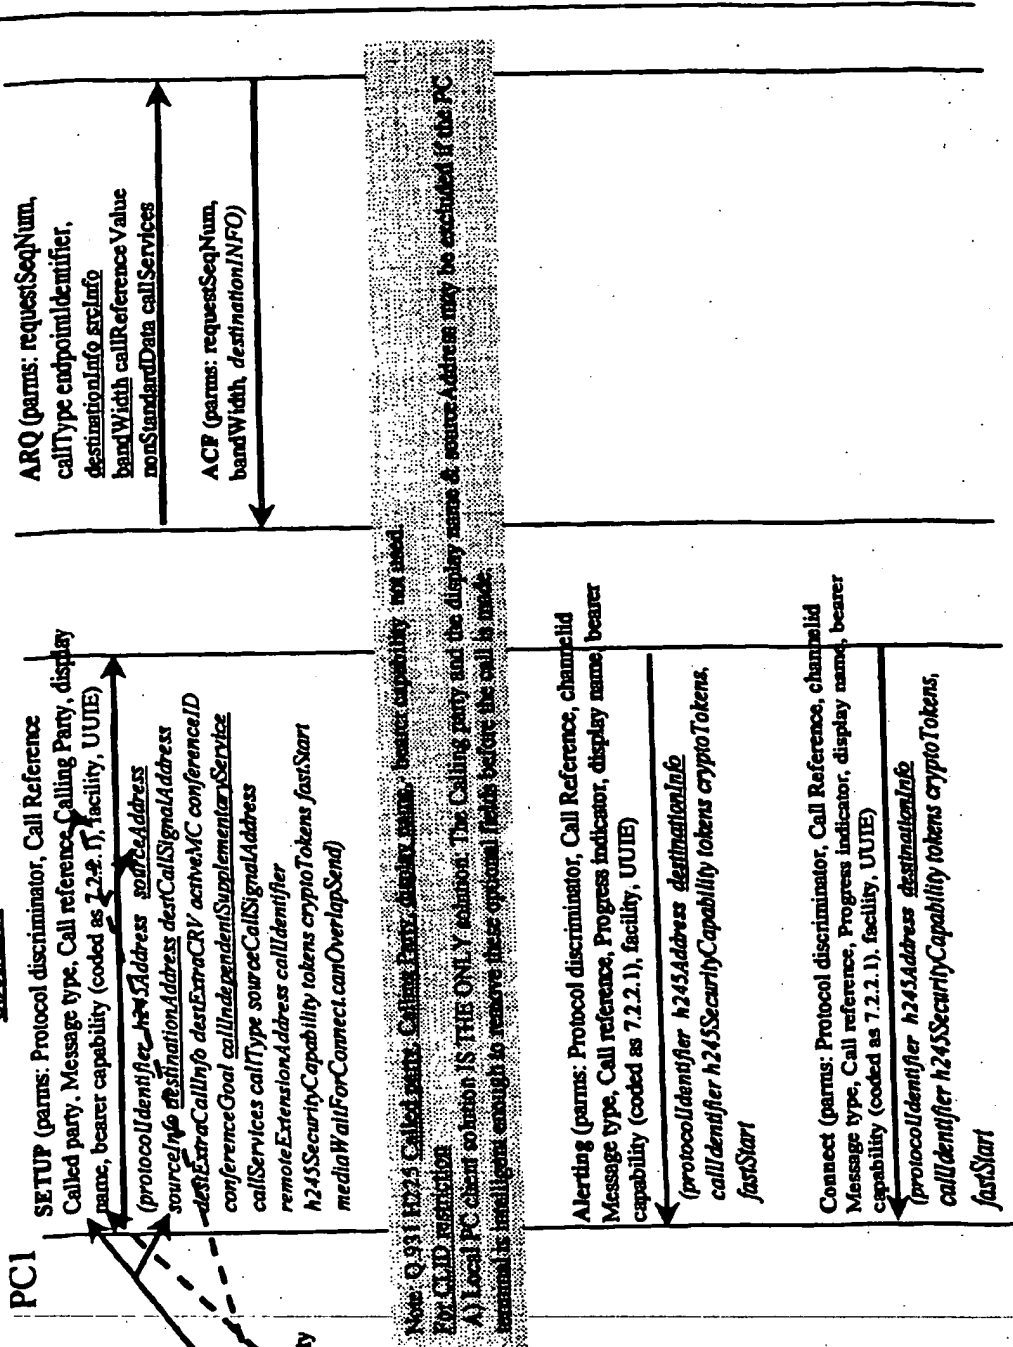 PC1
SETUP (parms: Protocol discriminator, Call Reference
Called party. Message type, Call reference Calling Party, display
name, bearer capability (coded as 7.2.2.1), facility, UUIE)
(protocolIdentifier h245Address sourceAddress
sourceInfo destinationAddress destCallSignalAddress
destExtraCallInfo destExtraCRV activeMC conferenceID
conferenceGoal callIndependentSupplementaryService
callServices callType sourceCallSignalAddress
remoteExtensionAddress callIdentifier
h245SecurityCapability tokens cryptoTokens fastStart
mediaWaitForConnect.canOverlapSend)
ARQ (parms: requestSeqNum,
callType endpointIdentifier,
destinationInfo srcInfo
bandWidth callReferenceValue
nonStandardData callServices
ACF (parms: requestSeqNum,
bandWidth, destinationINFO)
Note: Q.931 H225 Called party, Calling Party, display name, bearer capability not used.
For CLID restriction
A) Local PC client solution IS THE ONLY solution. The Calling party and the display name & sourceAddress may be excluded if the PC
terminal is intelligent enough to remove these optional fields before the call is made.
Alerting (parms: Protocol discriminator, Call Reference, channelid
Message type, Call reference, Progress indicator, display name, bearer
capability (coded as 7.2.2.1), facility, UUIE)
(protocolIdentifier h245Address destinationInfo
callIdentifier h245SecurityCapability tokens cryptoTokens,
fastStart
Connect (parms: Protocol discriminator, Call Reference, channelid
Message type, Call reference, Progress indicator, display name, bearer
capability (coded as 7.2.2.1), facility, UUIE)
(protocolIdentifier h245Adress destinationInfo
callIdentifier h245SecurityCapability tokens cryptoTokens,
fastStart